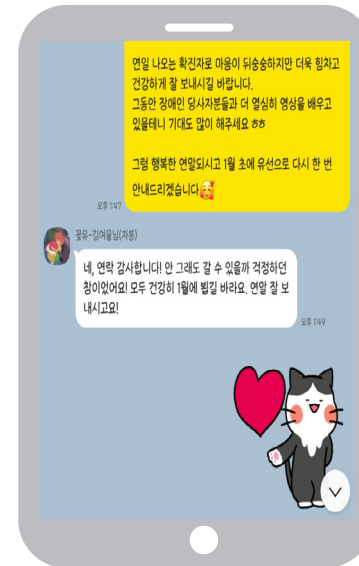 연일 나오는 확진자로 마음이 뒤숭숭하지만 더욱 힘차고
건강하게 잘 보내시길 바랍니다.
그동안 장애인 당사자분들과 더 열심히 영상을 배우고
있을테니 기대도 많이 해주세요 ㅎㅎ
그럼 행복한 연말되시고 1월 초에 유선으로 다시 한 번
안내드리겠습니다🥰
오후 1:47
꽃유-김여울님(자봉)
네, 연락 감사합니다! 안 그래도 갈 수 있을까 걱정하던
참이었어요! 모두 건강히 1월에 뵙길 바라요. 연말 잘 보
내시고요!
오후 1:49